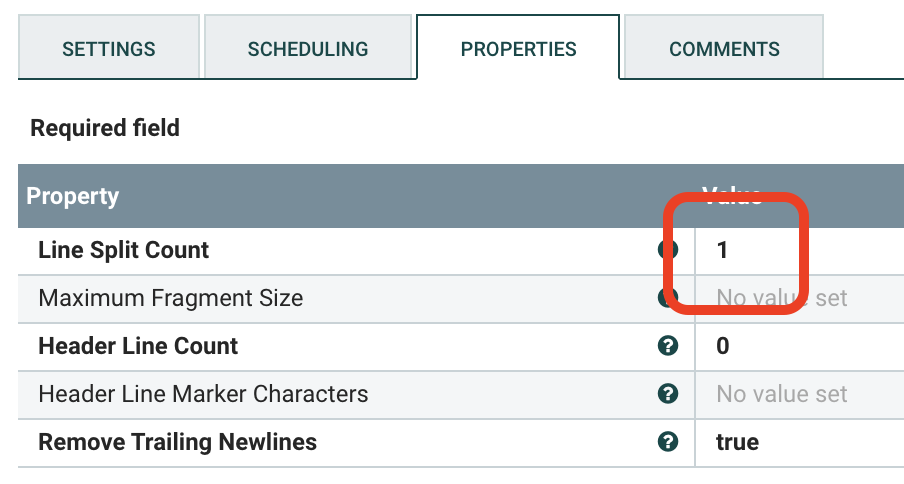 SETTINGS SCHEDULING PROPERTIES COMMENTS
Required field
Property Value
Line Split Count ? 1
Maximum Fragment Size ? No value set
Header Line Count ? 0
Header Line Marker Characters ? No value set
Remove Trailing Newlines ? true